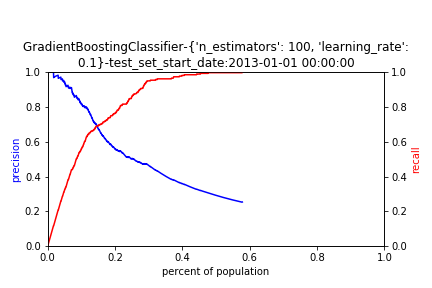 GradientBoostingClassifier-{'n_estimators': 100, 'learning_rate':
0.1}-test_set_start_date:2013-01-01 00:00:00
1.0
0.8
0.6
0.4
0.2
0.0
precision
1.0
0.8
0.6
0.4
0.2
0.0
recall
0.0 0.2 0.4 0.6 0.8 1.0
percent of population